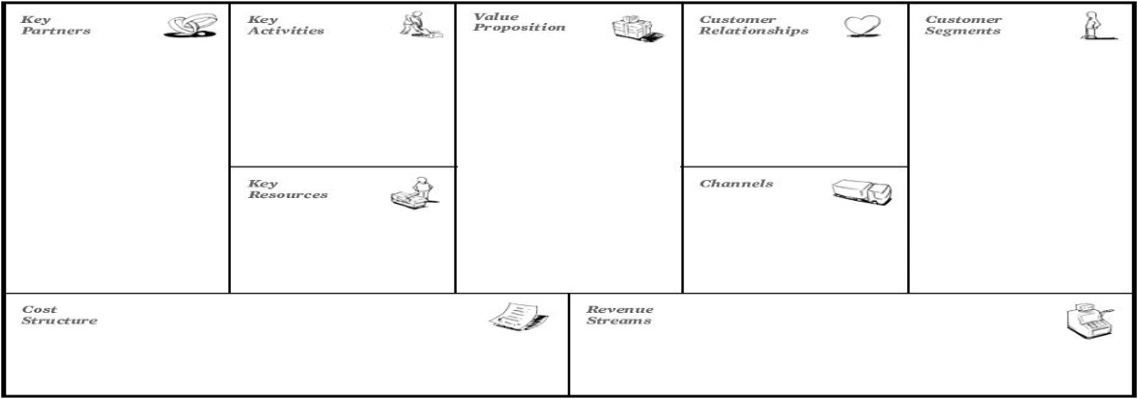 Key
Partners
Key
Activities
Value
Proposition
Customer
Relationships
Customer
Segments
Key
Resources
Channels
Cost
Structure
Revenue
Streams